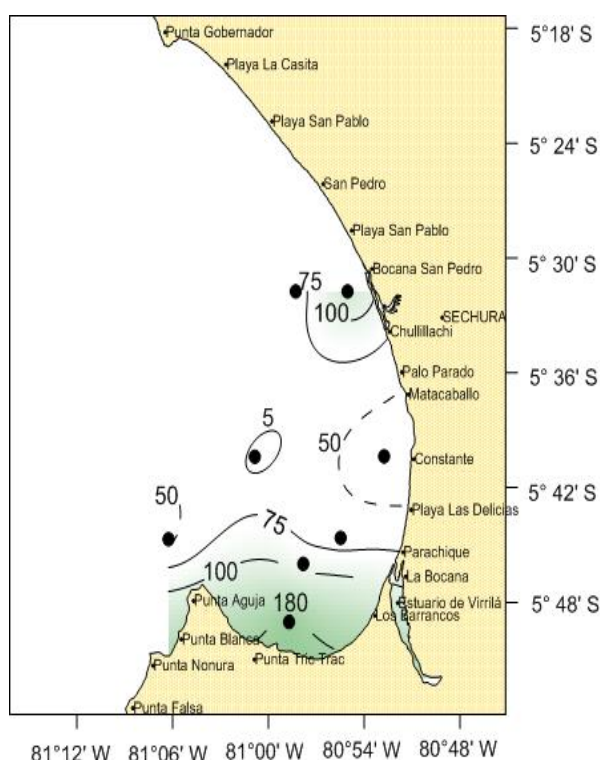 Punta Gobernador
5°18' S
Playa La Casita
Playa San Pablo
5° 24' S
San Pedro
Playa San Pablo
5° 30' S
Bocana San Pedro
75
100
SECHURA
Chullillachi
5° 36' S
Palo Parado
Matacaballo
5
50
Constante
50
5° 42' S
Playa Las Delicias
75
Parachique
100
La Bocana
Punta Aguja
180
Estuario de Virrilá
5° 48' S
Los Barrancos
Punta Blanca
Punta Tric Trac
Punta Nonura
Punta Falsa
81°12' W 81°06' W 81°00' W 80°54' W 80°48' W